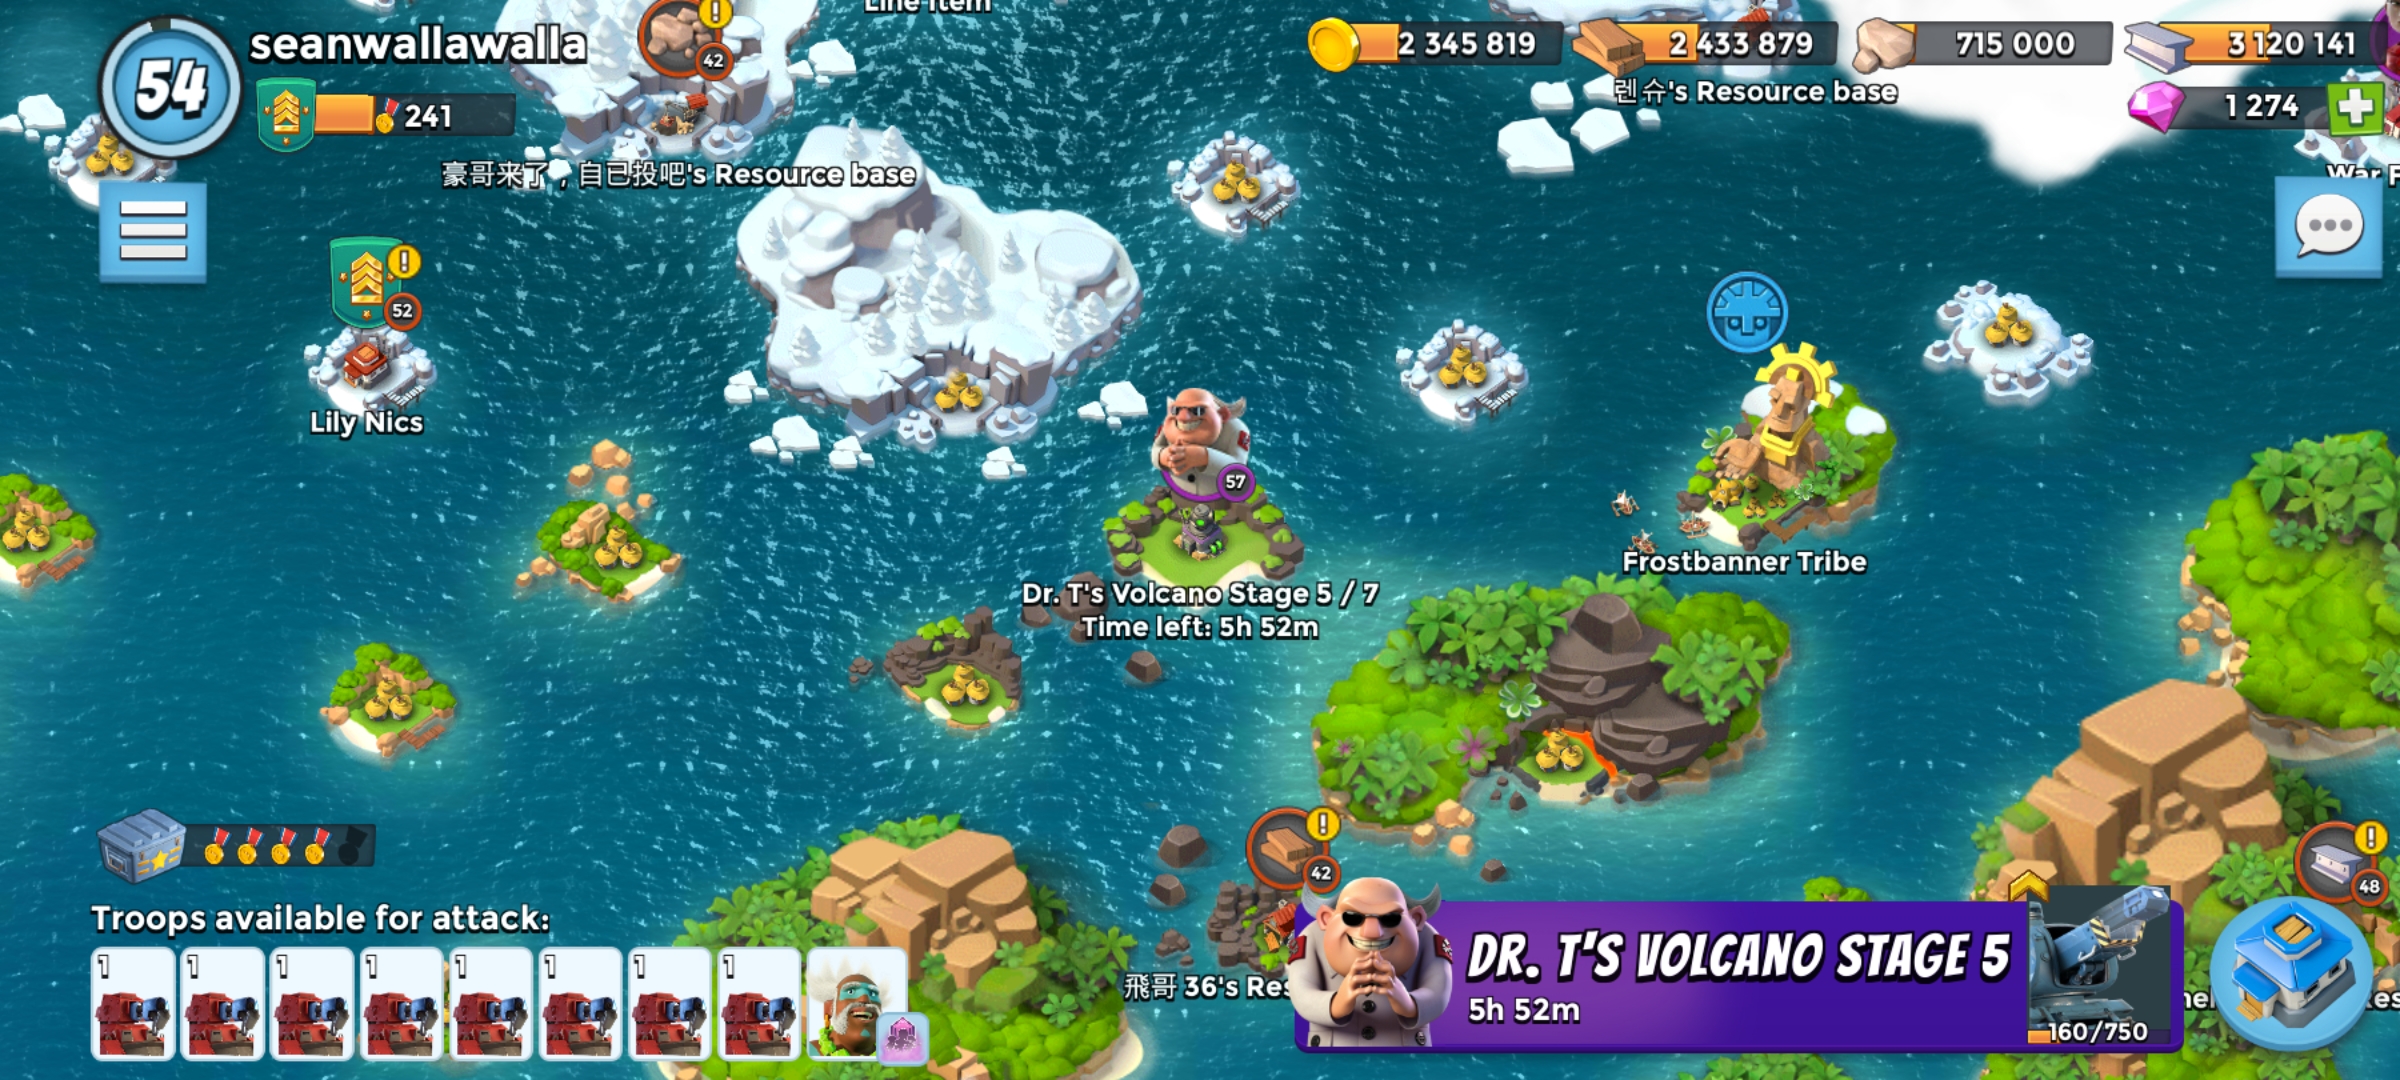 Line Item
54
seanwallawalla
241
42
2 345 819
2 433 879
715 000
3 120 141
1 274
렌슈's Resource base
豪哥来了，自已投吧's Resource base
War F
52
Lily Nics
57
Dr. T's Volcano Stage 5 / 7
Time left: 5h 52m
Frostbanner Tribe
42
48
飛哥 36's Res
Troops available for attack:
1
1
1
1
1
1
1
1
DR. T'S VOLCANO STAGE 5
5h 52m
160/750